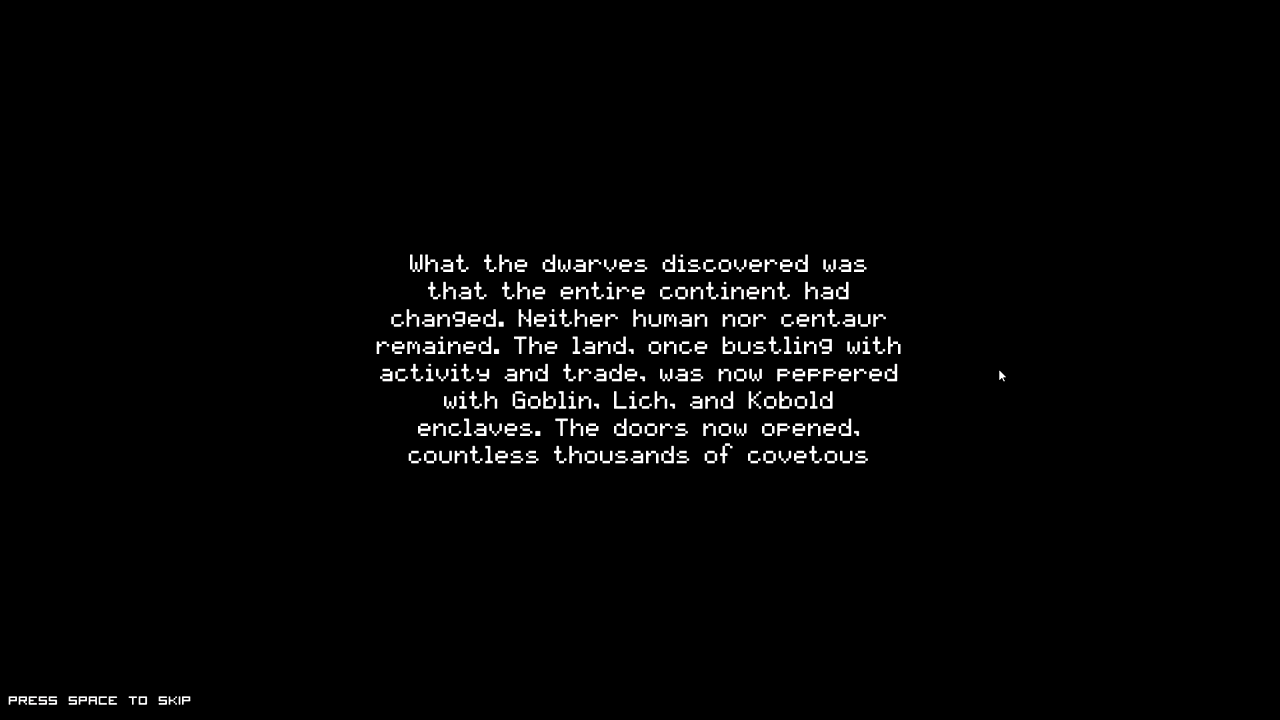 What the dwarves discovered was
that the entire continent had
changed. Neither human nor centaur
remained. The land, once bustling with
activity and trade, was now peppered
with Goblin, Lich, and Kobold
enclaves. The doors now opened,
countless thousands of covetous
PRESS SPACE TO SKIP